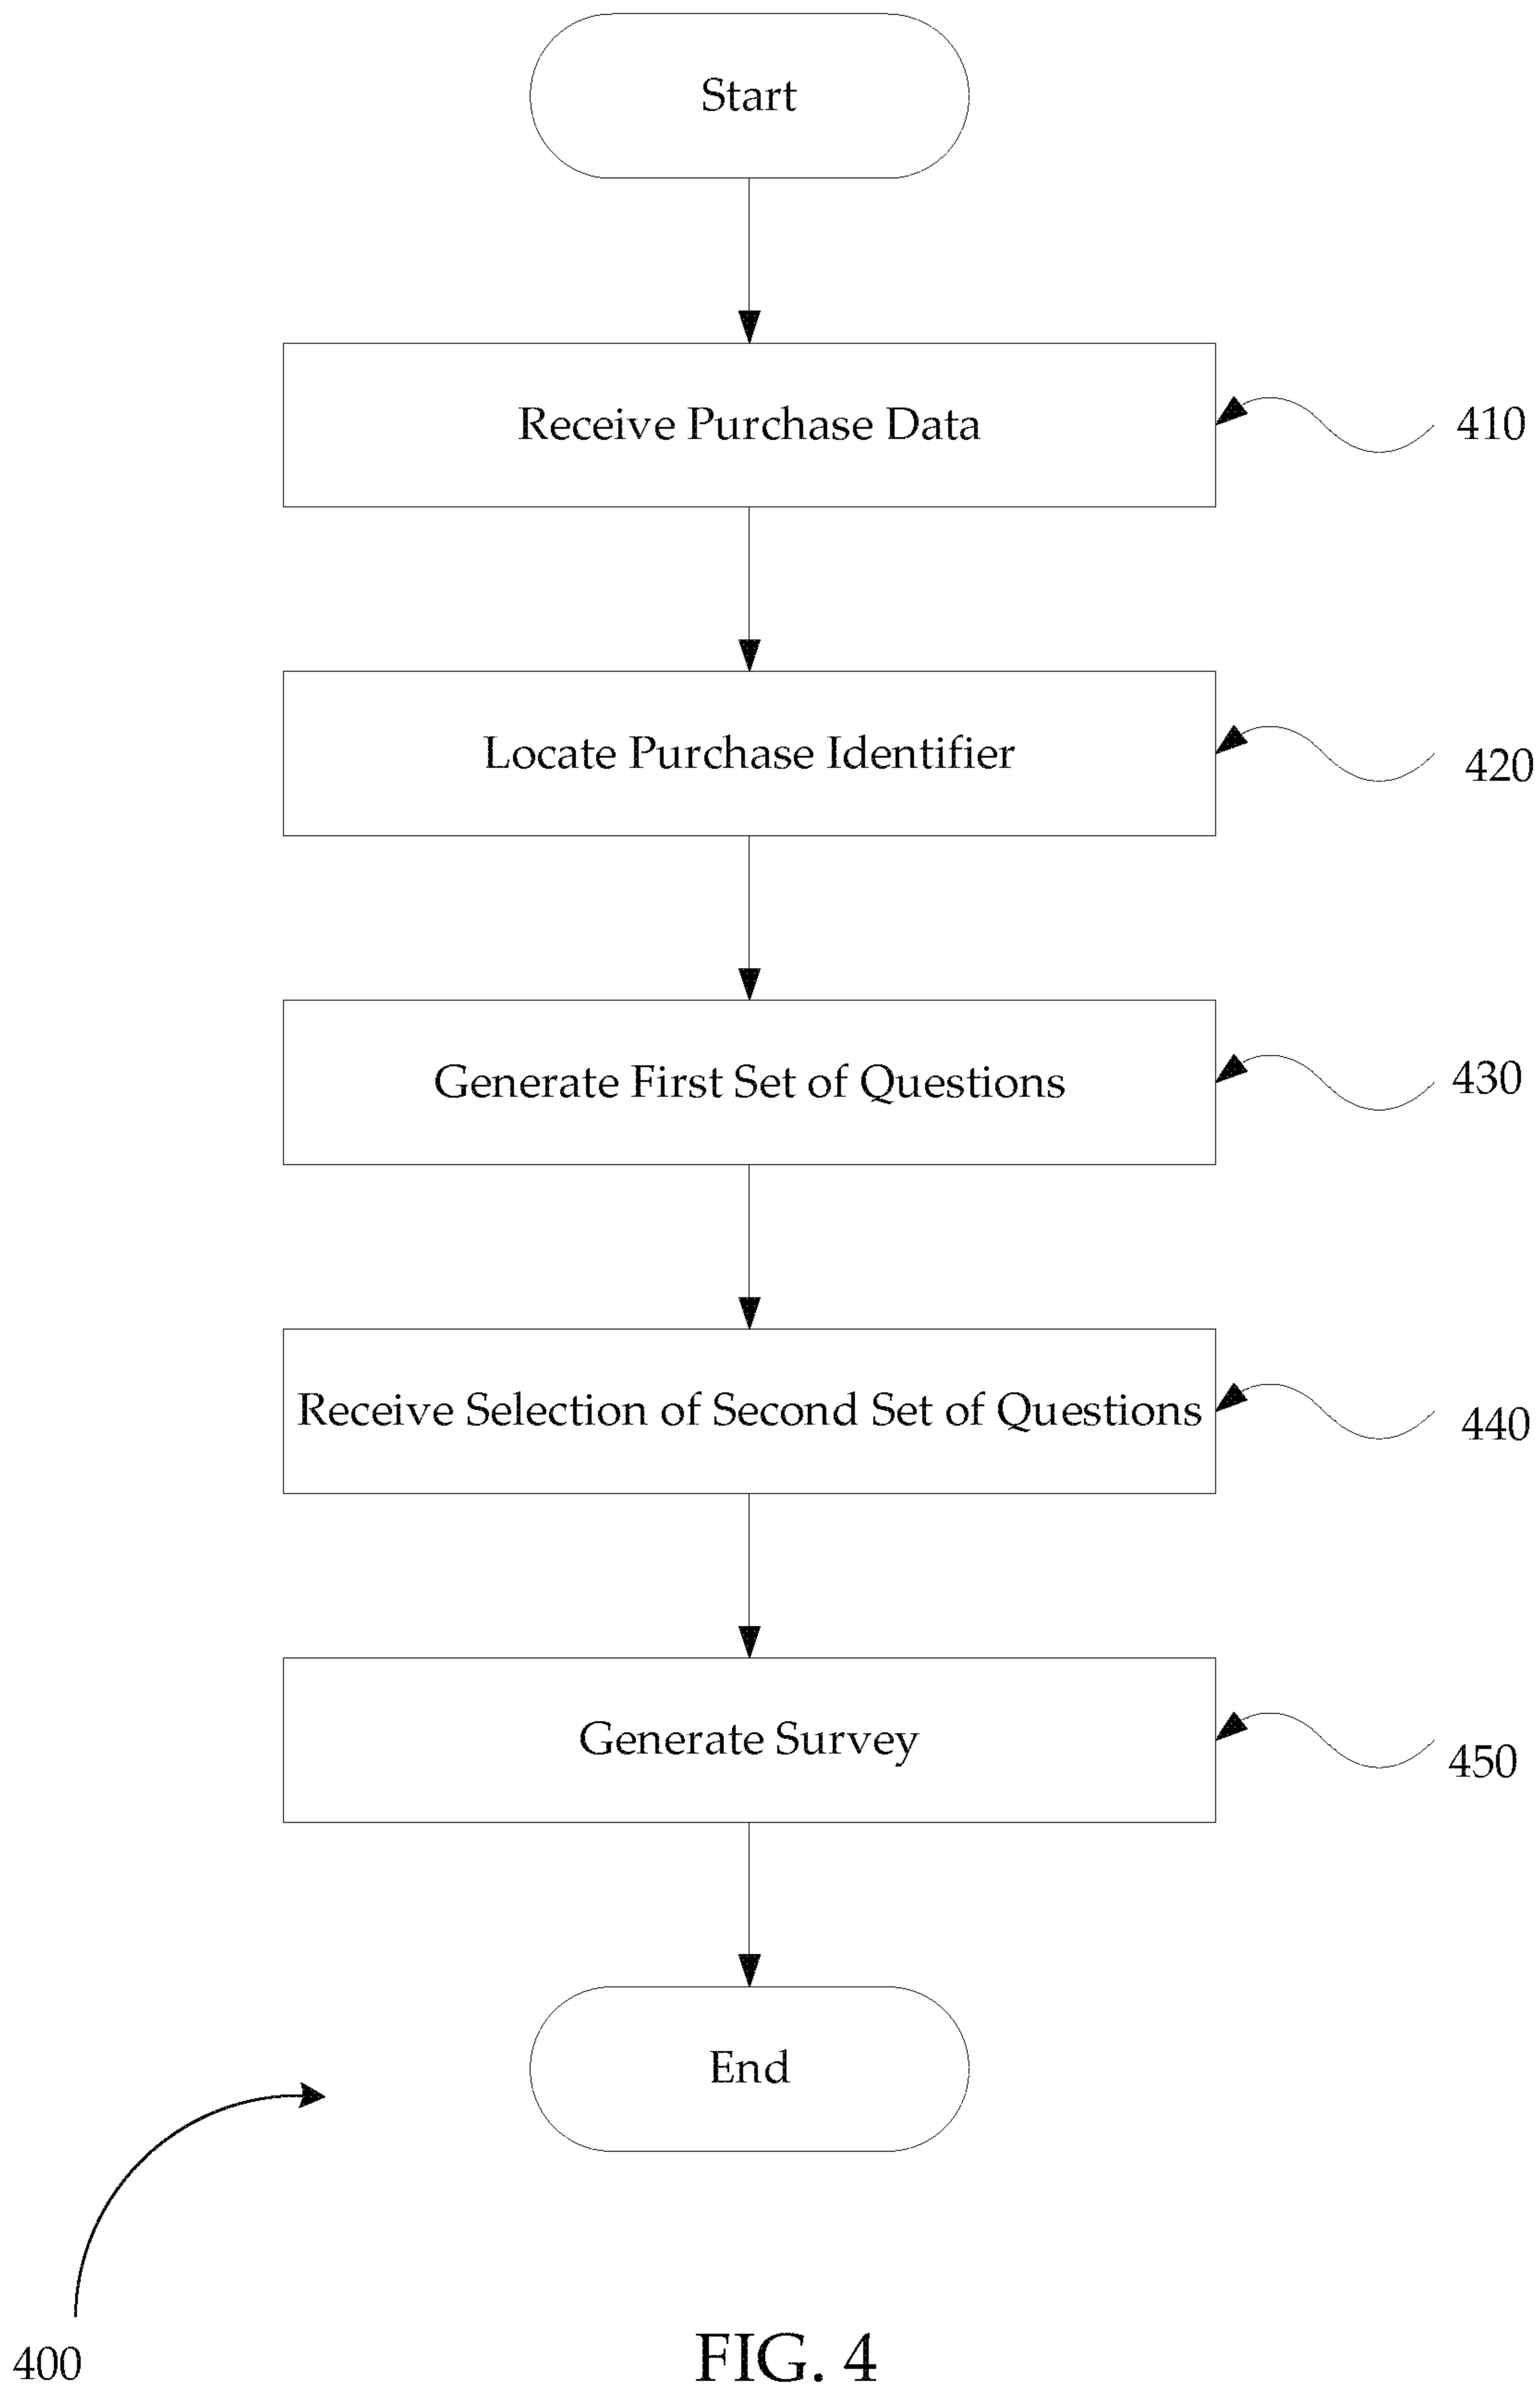 Start
Receive Purchase Data
410
Locate Purchase Identifier
420
Generate First Set of Questions
430
Receive Selection of Second Set of Questions
440
Generate Survey
450
End
400
FIG. 4